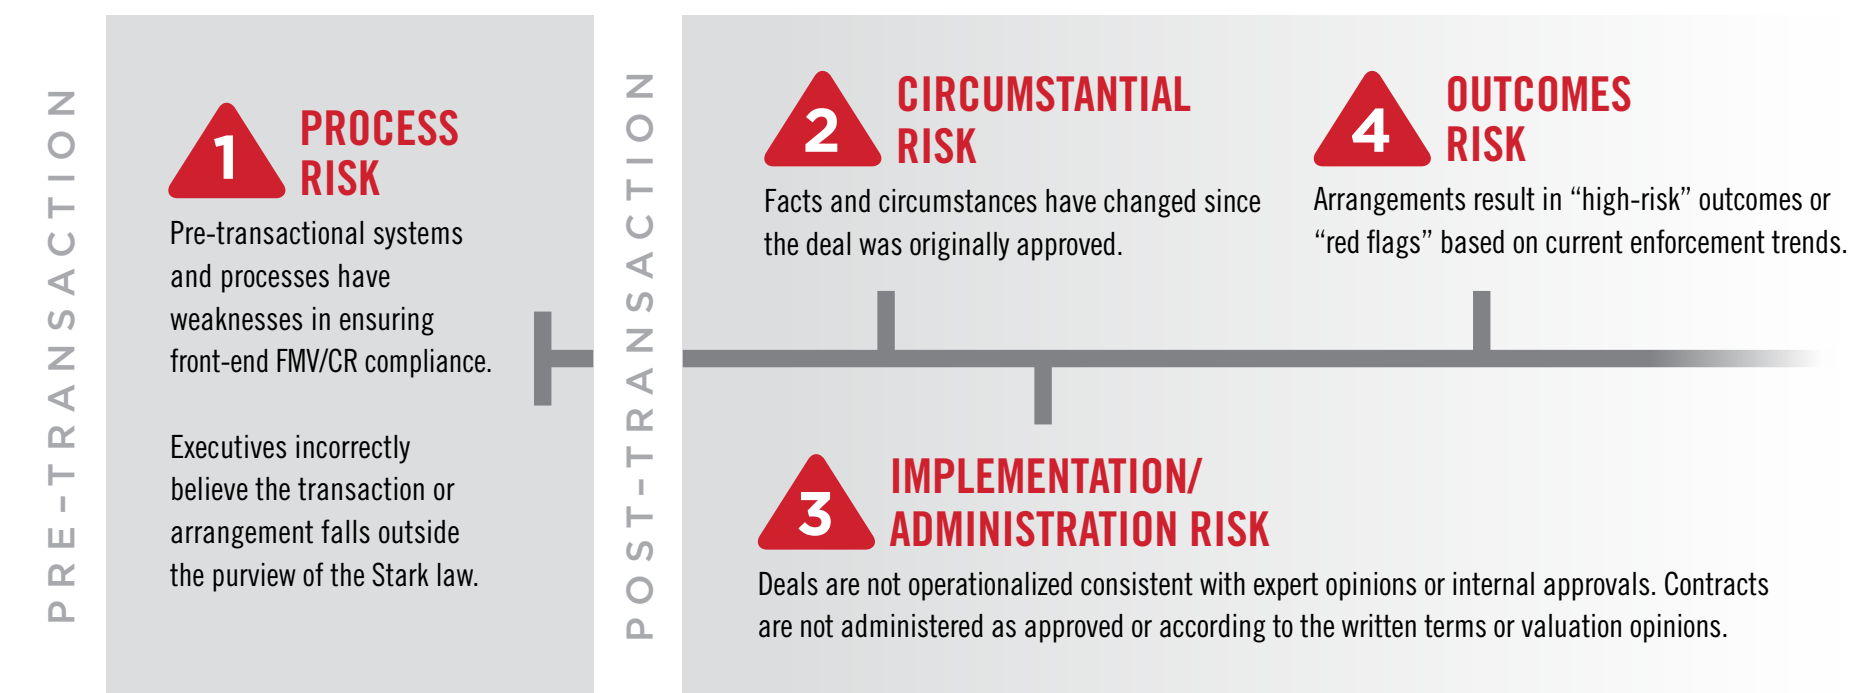 PRE-TRANSACTION
1
PROCESS
RISK
Pre-transactional systems
and processes have
weaknesses in ensuring
front-end FMV/CR compliance.
Executives incorrectly
believe the transaction or
arrangement falls outside
the purview of the Stark law.
POST-TRANSACTION
2
CIRCUMSTANTIAL
RISK
Facts and circumstances have changed since
the deal was originally approved.
4
OUTCOMES
RISK
Arrangements result in “high-risk” outcomes or
“red flags” based on current enforcement trends.
3
IMPLEMENTATION/
ADMINISTRATION RISK
Deals are not operationalized consistent with expert opinions or internal approvals. Contracts
are not administered as approved or according to the written terms or valuation opinions.